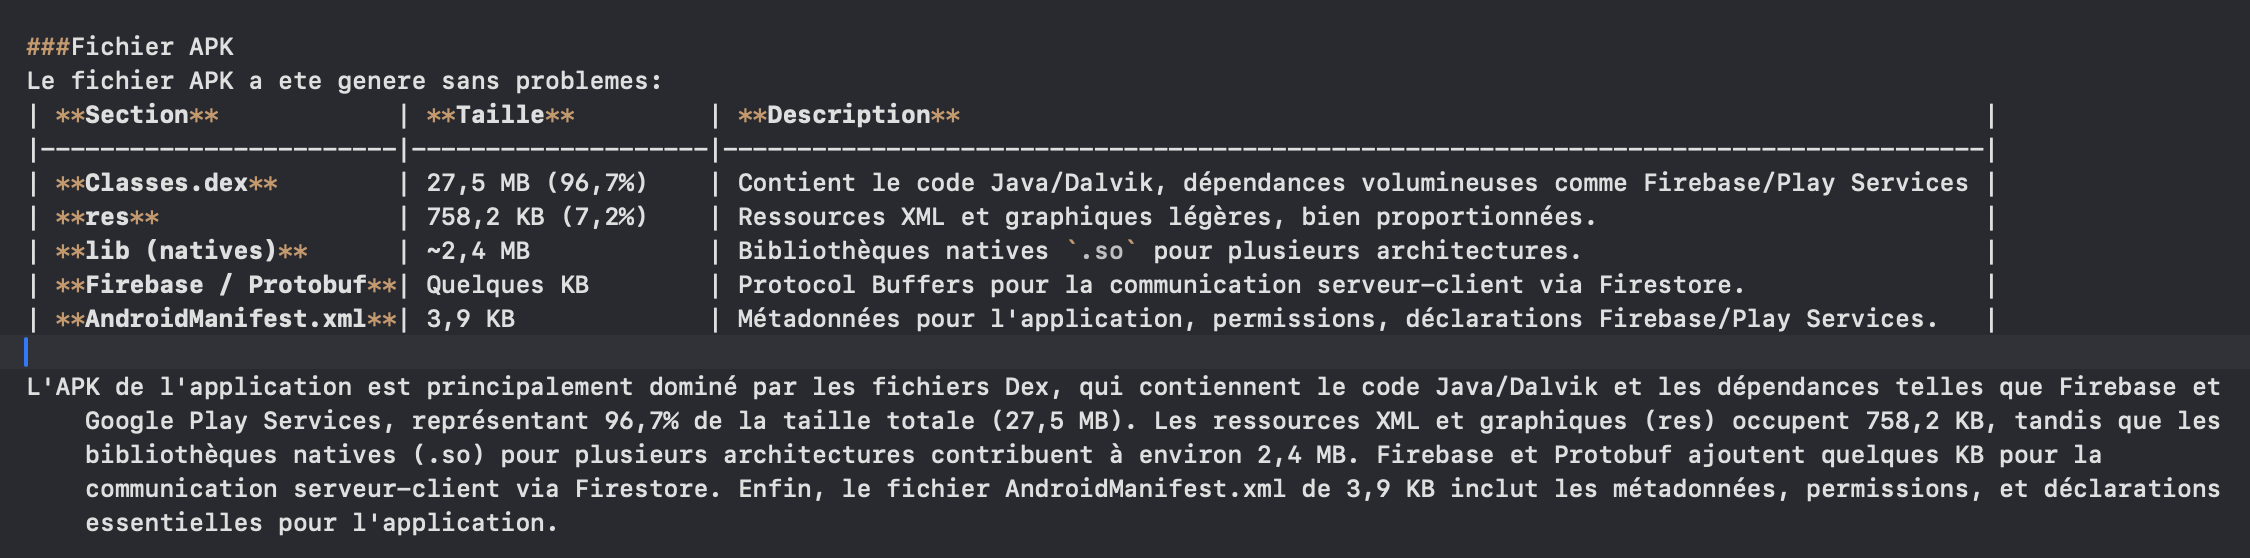 ###Fichier APK
Le fichier APK a ete genere sans problemes:
| **Section**            | **Taille**         | **Description**                                                                     |
|------------------------|--------------------|-------------------------------------------------------------------------------------|
| **Classes.dex**        | 27,5 MB (96,7%)    | Contient le code Java/Dalvik, dépendances volumineuses comme Firebase/Play Services |
| **res**                | 758,2 KB (7,2%)    | Ressources XML et graphiques légères, bien proportionnées.                          |
| **lib (natives)**      | ~2,4 MB            | Bibliothèques natives `.so` pour plusieurs architectures.                           |
| **Firebase / Protobuf**| Quelques KB        | Protocol Buffers pour la communication serveur-client via Firestore.                |
| **AndroidManifest.xml**| 3,9 KB             | Métadonnées pour l'application, permissions, déclarations Firebase/Play Services.   |
L'APK de l'application est principalement dominé par les fichiers Dex, qui contiennent le code Java/Dalvik et les dépendances telles que Firebase et
Google Play Services, représentant 96,7% de la taille totale (27,5 MB). Les ressources XML et graphiques (res) occupent 758,2 KB, tandis que les
bibliothèques natives (.so) pour plusieurs architectures contribuent à environ 2,4 MB. Firebase et Protobuf ajoutent quelques KB pour la
communication serveur-client via Firestore. Enfin, le fichier AndroidManifest.xml de 3,9 KB inclut les métadonnées, permissions, et déclarations
essentielles pour l'application.